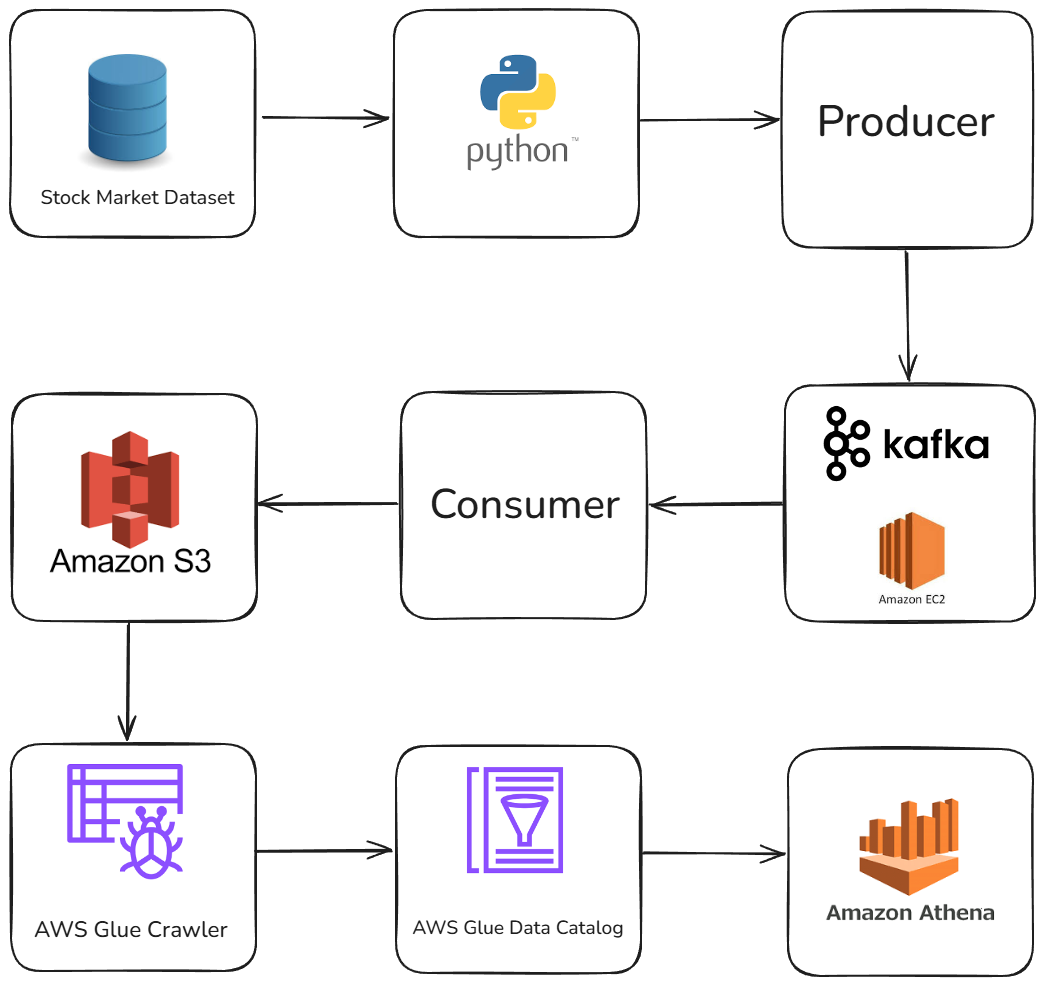 Stock Market Dataset
python™
Producer
kafka
Amazon EC2
Consumer
Amazon S3
AWS Glue Crawler
AWS Glue Data Catalog
Amazon Athena